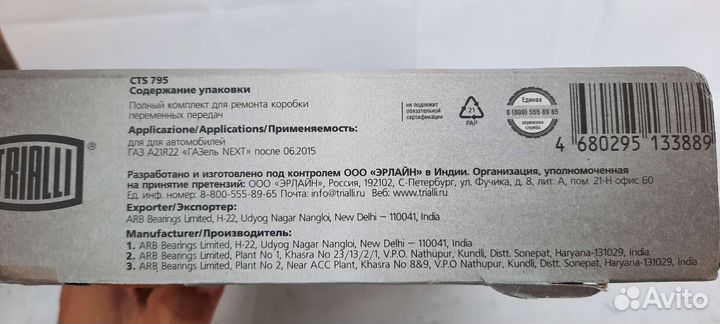 CTS 795
Содержание упаковки
Полный комплект для ремонта коробки
переменных передач
Applicazione/Applications/Применяемость:
для для автомобилей
ГАЗ A21R22 «ГАЗель NEXT» после 06.2015
TRIALLI®
не подлежит
обязательной
сертификации
21
PAP
Единая
8 (800) 555 89 65
сервисная
служба
4 680295 133889
Разработано и изготовлено под контролем ООО «ЭРЛАЙН» в Индии. Организация, уполномоченная
на принятие претензий: ООО «ЭРЛАЙН», Россия, 192102, С-Петербург, ул. Фучика, д. 8, лит. А, пом. 21-Н офис 60
Ед. инф. номер: 8-800-555-89-65 Почта: info@trialli.ru Web: www.trialli.ru
Exporter/Экспортер:
ARB Bearings Limited, H-22, Udyog Nagar Nangloi, New Delhi – 110041, India
Manufacturer/Производитель:
1. ARB Bearings Limited, H-22, Udyog Nagar Nangloi, New Delhi – 110041, India
2. ARB Bearings Limited, Plant No 1, Khasra No 23/13/2/1, V.P.O. Nathupur, Kundli, Distt. Sonepat, Haryana-131029, India
3. ARB Bearings Limited, Plant No 2, Near ACC Plant, Khasra No 8&9, V.P.O Nathupur, Kundli, Distt. Sonepat, Haryana-131029, India
Avito